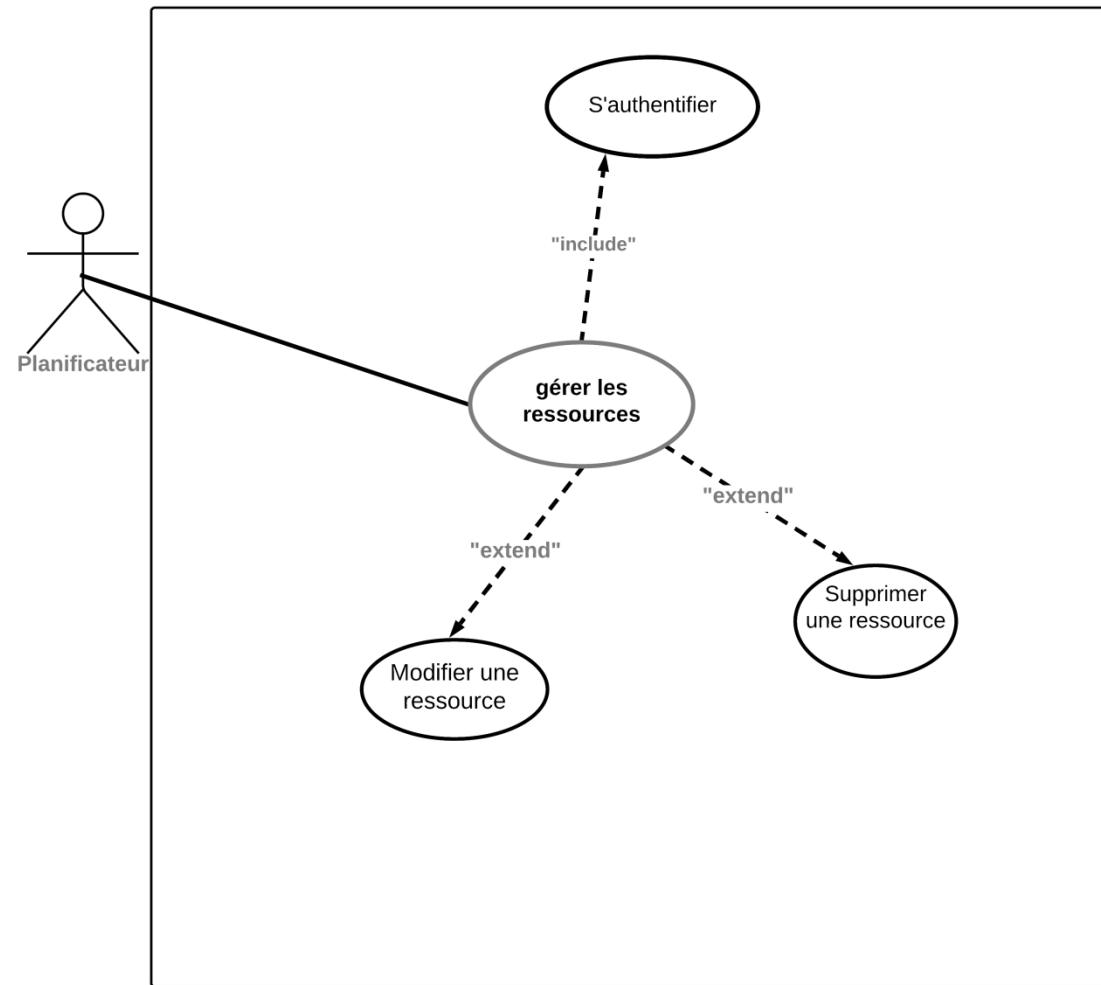 S'authentifier
"include"
Planificateur
gérer les
ressources
"extend"
"extend"
Supprimer
une ressource
Modifier une
ressource